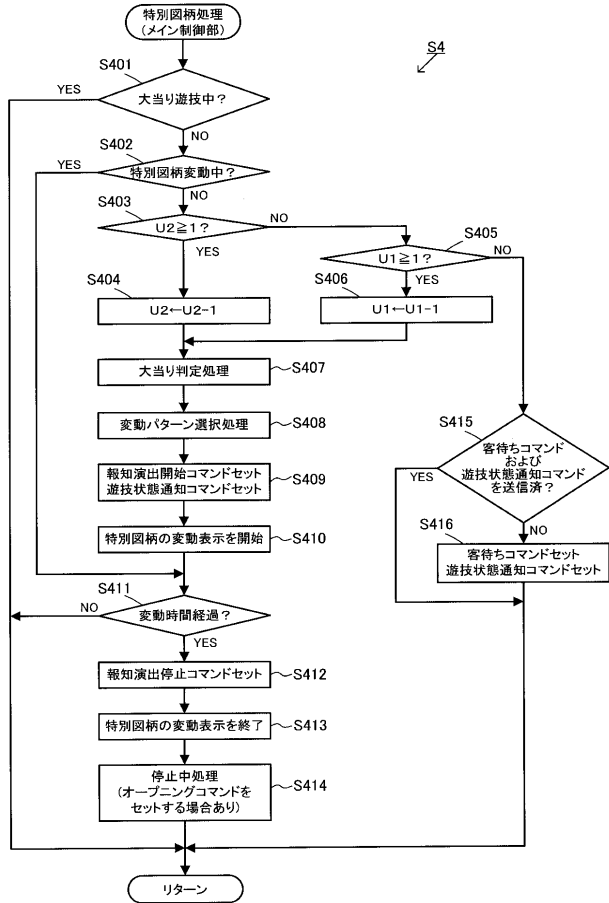 特別図柄処理
(メイン制御部)
S4
S401
大当り遊技中？
YES
NO
S402
特別図柄変動中？
YES
NO
S403
U2≧1？
NO
YES
S405
U1≧1？
NO
YES
S404
U2←U2-1
S406
U1←U1-1
大当り判定処理
S407
変動パターン選択処理
S408
報知演出開始コマンドセット
遊技状態通知コマンドセット
S409
特別図柄の変動表示を開始
S410
S415
客待ちコマンド
および
遊技状態通知コマンド
を送信済？
YES
NO
S416
客待ちコマンドセット
遊技状態通知コマンドセット
S411
変動時間経過？
NO
YES
報知演出停止コマンドセット
S412
特別図柄の変動表示を終了
S413
停止中処理
(オープニングコマンドを
セットする場合あり)
S414
リターン